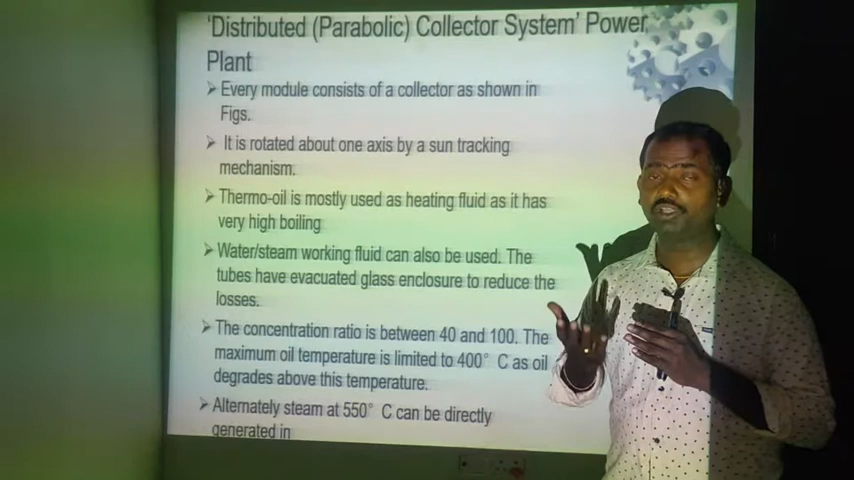 'Distributed (Parabolic) Collector System' Power
Plant
➢ Every module consists of a collector as shown in
Figs.
➢ It is rotated about one axis by a sun tracking
mechanism.
➢ Thermo-oil is mostly used as heating fluid as it has
very high boiling
➢ Water/steam working fluid can also be used. The
tubes have evacuated glass enclosure to reduce the
losses.
➢ The concentration ratio is between 40 and 100. The
maximum oil temperature is limited to 400° C as oil
degrades above this temperature.
➢ Alternately steam at 550° C can be directly
generated in